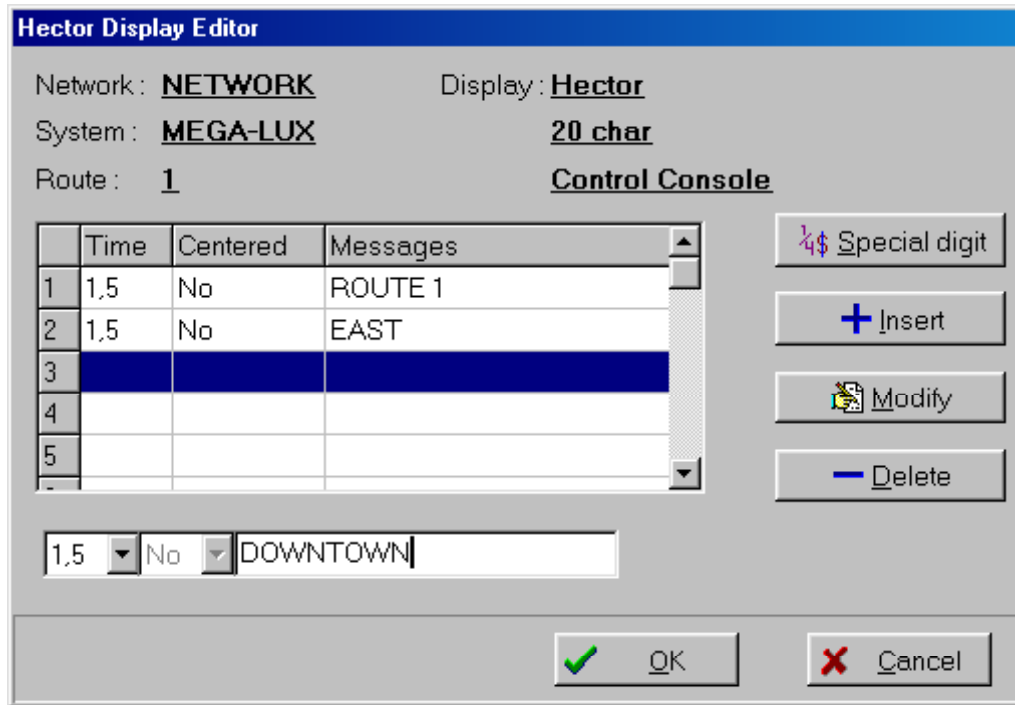 Hector Display Editor
Network : NETWORK Display : Hector
System : MEGA-LUX 20 char
Route : 1 Control Console
Time Centered Messages
1 1,5 No ROUTE 1
2 1,5 No EAST
3
4
5
¼$ Special digit
Insert
Modify
Delete
1,5 No DOWNTOWN
OK Cancel